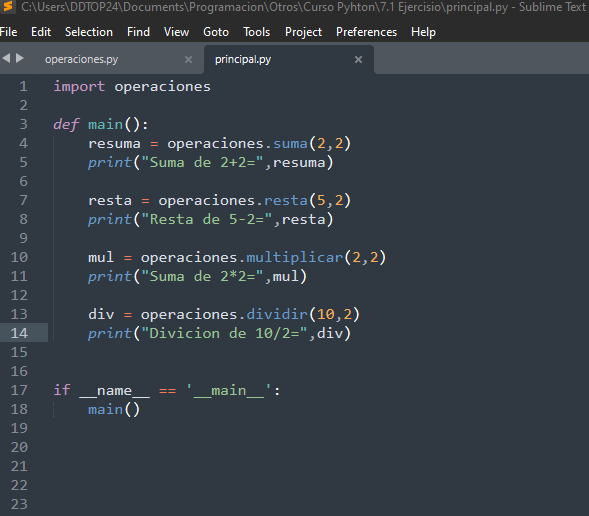 C:\Users\DDTOP24\Documents\Programacion\Otros\Curso Pyhton\7.1 Ejercisio\principal.py - Sublime Text
File Edit Selection Find View Goto Tools Project Preferences Help
operaciones.py × principal.py ×
1 import operaciones
2
3 def main():
4     resuma = operaciones.suma(2,2)
5     print("Suma de 2+2=",resuma)
6
7     resta = operaciones.resta(5,2)
8     print("Resta de 5-2=",resta)
9
10     mul = operaciones.multiplicar(2,2)
11     print("Suma de 2*2=",mul)
12
13     div = operaciones.dividir(10,2)
14     print("Divicion de 10/2=",div)
15
16
17 if __name__ == '__main__':
18     main()
19
20
21
22
23